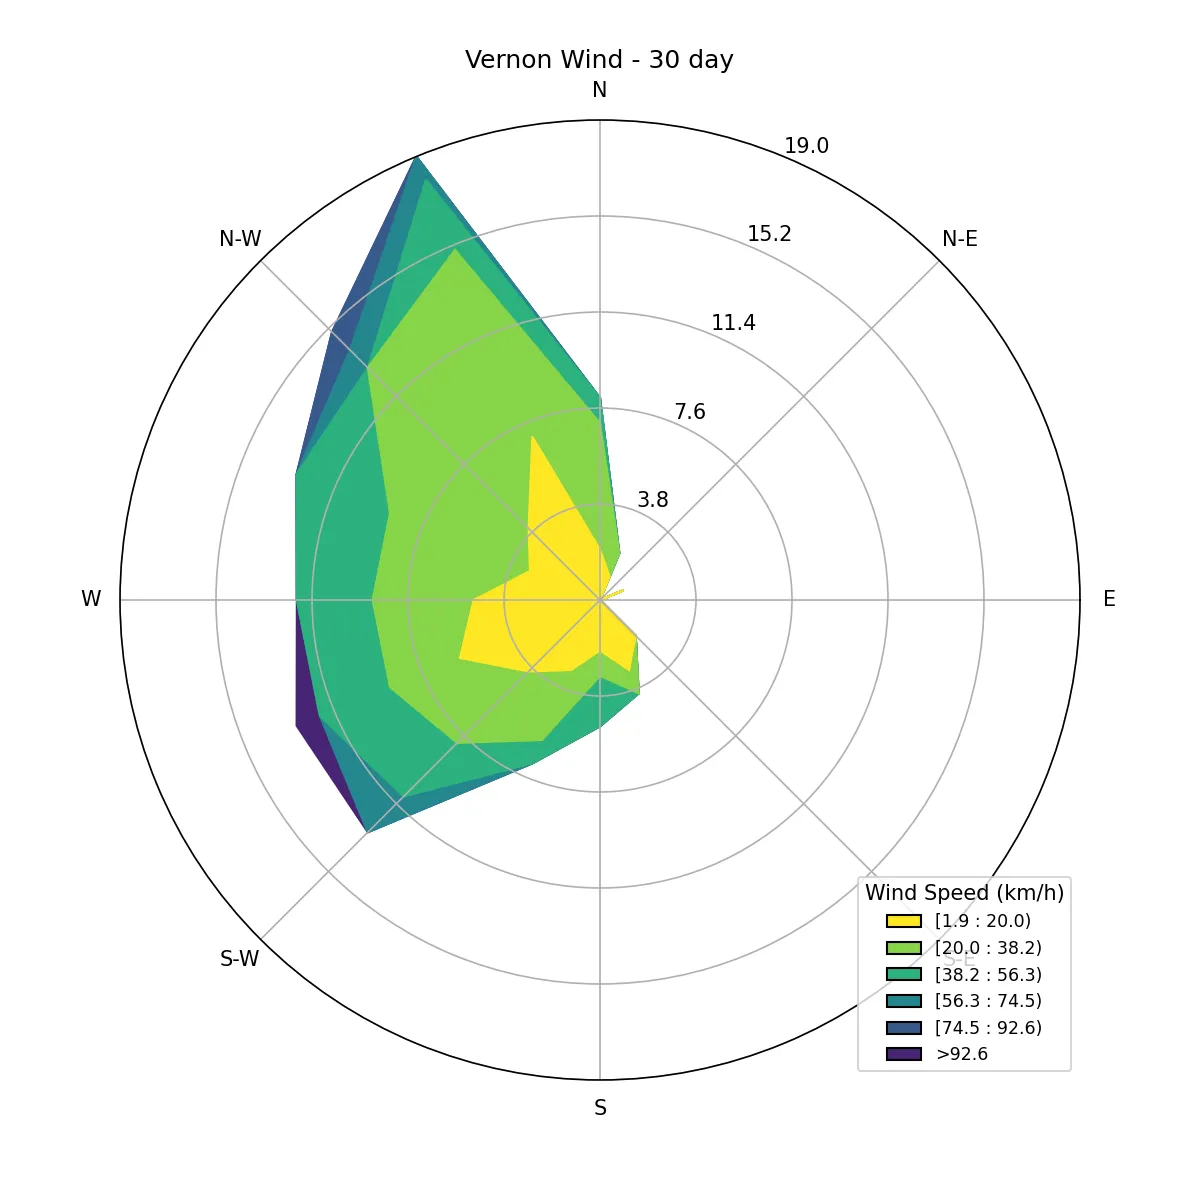 Vernon Wind - 30 day
N
19.0
15.2
N-W
N-E
11.4
7.6
3.8
W
E
Wind Speed (km/h)
[1.9 : 20.0)
[20.0 : 38.2)
S-W
S-E
[38.2 : 56.3)
[56.3 : 74.5)
[74.5 : 92.6)
>92.6
S